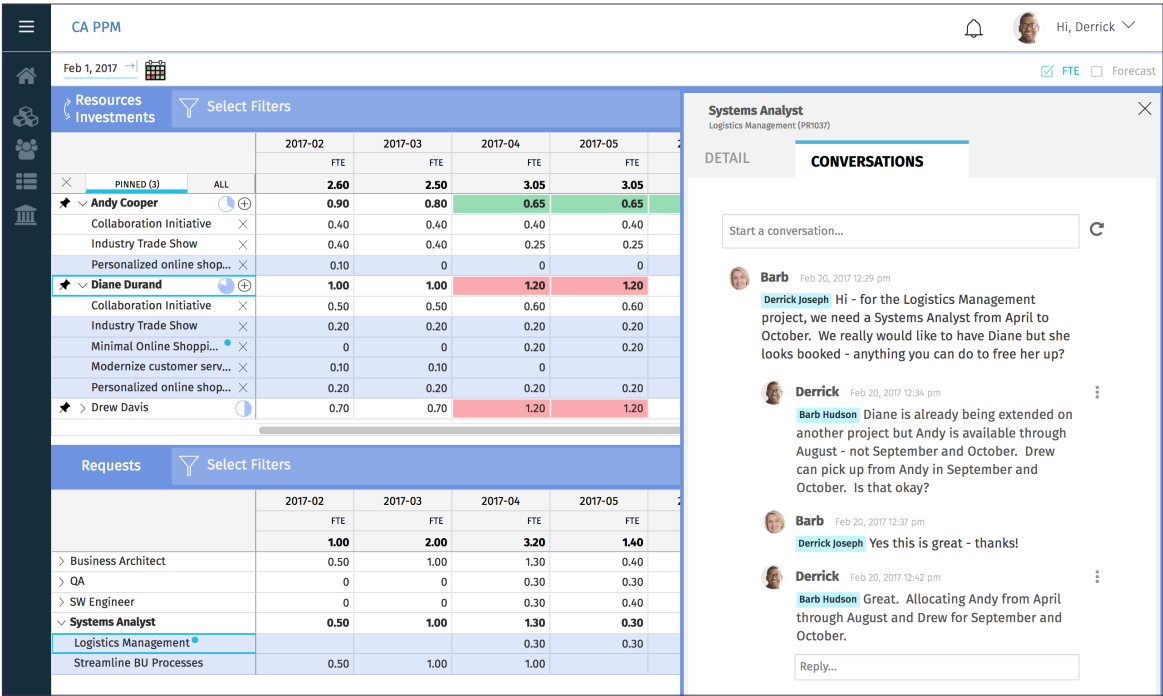 CA PPM
Hi, Derrick
Feb 1, 2017
FTE Forecast
Resources
Investments
Select Filters
2017-02 2017-03 2017-04 2017-05
FTE FTE FTE FTE
PINNED (3) ALL 2.60 2.50 3.05 3.05
Andy Cooper 0.90 0.80 0.65 0.65
Collaboration Initiative 0.40 0.40 0.40 0.40
Industry Trade Show 0.40 0.40 0.25 0.25
Personalized online shop... 0.10 0 0 0
Diane Durand 1.00 1.00 1.20 1.20
Collaboration Initiative 0.50 0.50 0.60 0.60
Industry Trade Show 0.20 0.20 0.20 0.20
Minimal Online Shoppi... 0 0 0.20 0.20
Modernize customer serv... 0.10 0.10 0
Personalized online shop... 0.20 0.20 0.20 0.20
Drew Davis 0.70 0.70 1.20 1.20
Requests
Select Filters
2017-02 2017-03 2017-04 2017-05
FTE FTE FTE FTE
1.00 2.00 3.20 1.40
Business Architect 0.50 1.00 1.30 0.40
QA 0 0 0.30 0.30
SW Engineer 0 0 0.30 0.40
Systems Analyst 0.50 1.00 1.30 0.30
Logistics Management 0.30 0.30
Streamline BU Processes 0.50 1.00 1.00
Systems Analyst
Logistics Management (PR1037)
DETAIL CONVERSATIONS
Start a conversation...
Barb Feb 20, 2017 12:29 pm
Derrick Joseph Hi - for the Logistics Management
project, we need a Systems Analyst from April to
October. We really would like to have Diane but she
looks booked - anything you can do to free her up?
Derrick Feb 20, 2017 12:34 pm
Barb Hudson Diane is already being extended on
another project but Andy is available through
August - not September and October. Drew
can pick up from Andy in September and
October. Is that okay?
Barb Feb 20, 2017 12:37 pm
Derrick Joseph Yes this is great - thanks!
Derrick Feb 20, 2017 12:42 pm
Barb Hudson Great. Allocating Andy from April
through August and Drew for September and
October.
Reply...